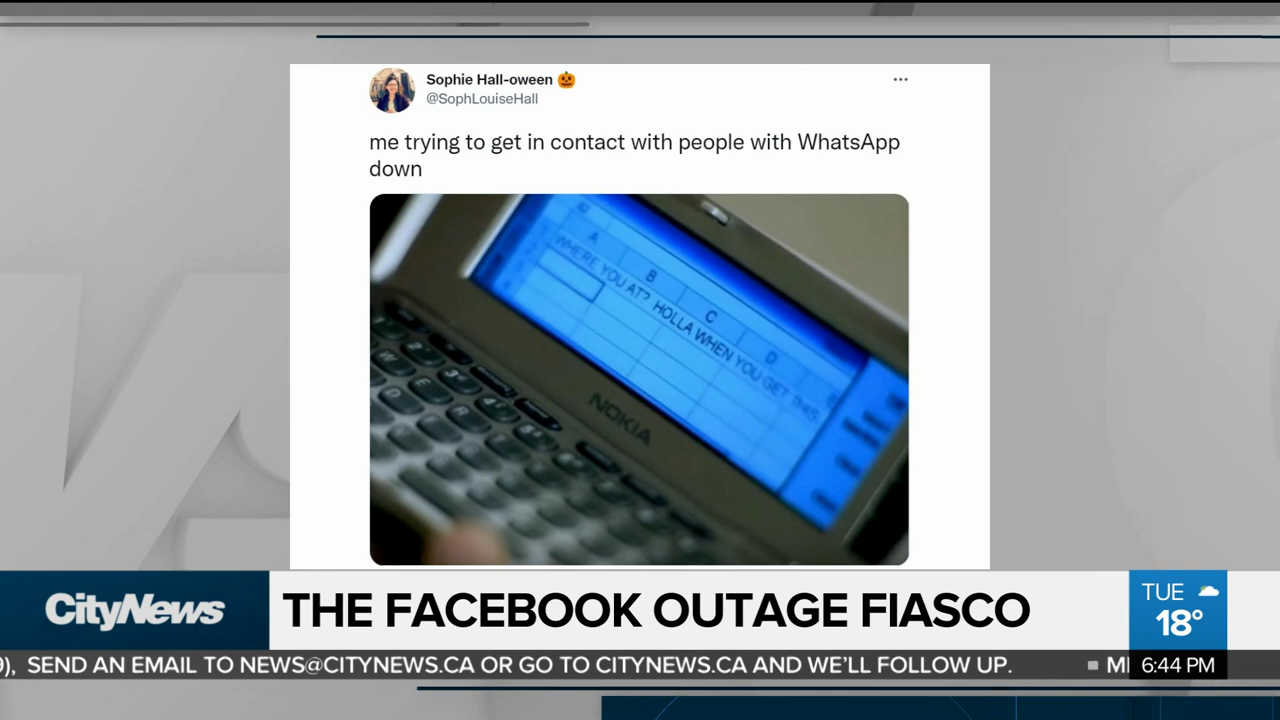 Sophie Hall-oween 🎃
@SophLouiseHall
me trying to get in contact with people with WhatsApp
down
A B C D
WHERE YOU AT? HOLLA WHEN YOU GET THIS.
NOKIA
CityNews
THE FACEBOOK OUTAGE FIASCO
TUE
18°
9), SEND AN EMAIL TO NEWS@CITYNEWS.CA OR GO TO CITYNEWS.CA AND WE'LL FOLLOW UP.
6:44 PM